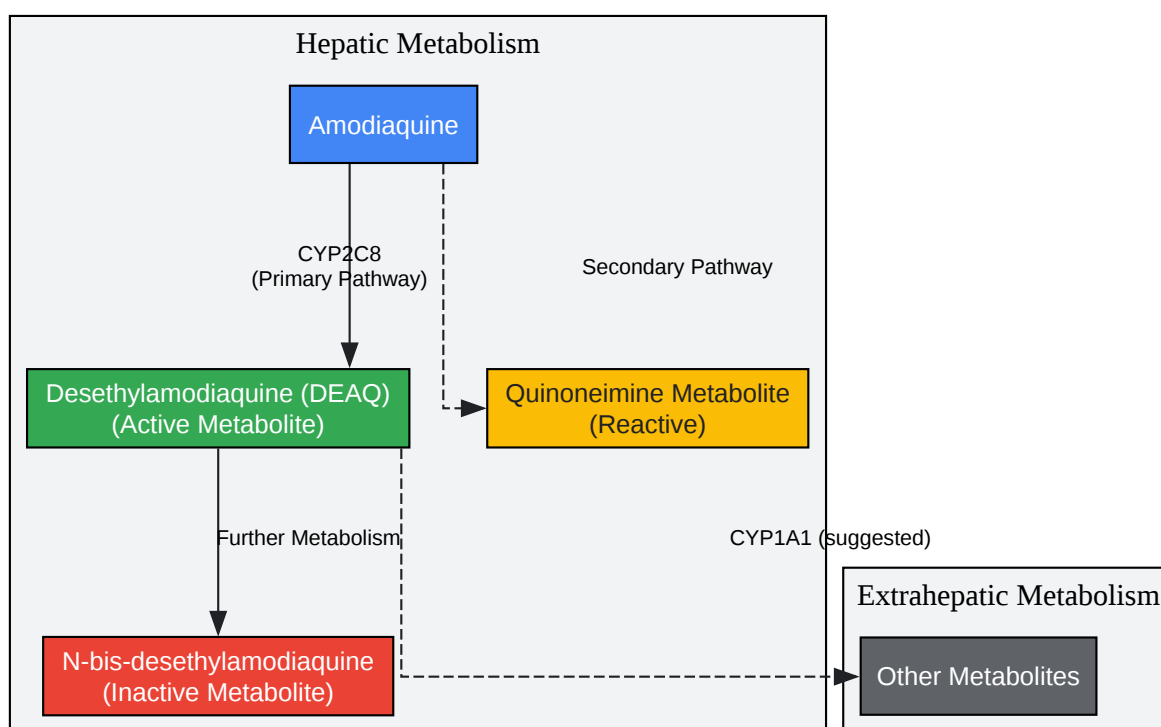 Hepatic Metabolism
Amodiaquine
CYP2C8
(Primary Pathway)
Secondary Pathway
Desethylamodiaquine (DEAQ)
(Active Metabolite)
Quinoneimine Metabolite
(Reactive)
Further Metabolism
CYP1A1 (suggested)
Extrahepatic Metabolism
N-bis-desethylamodiaquine
(Inactive Metabolite)
Other Metabolites